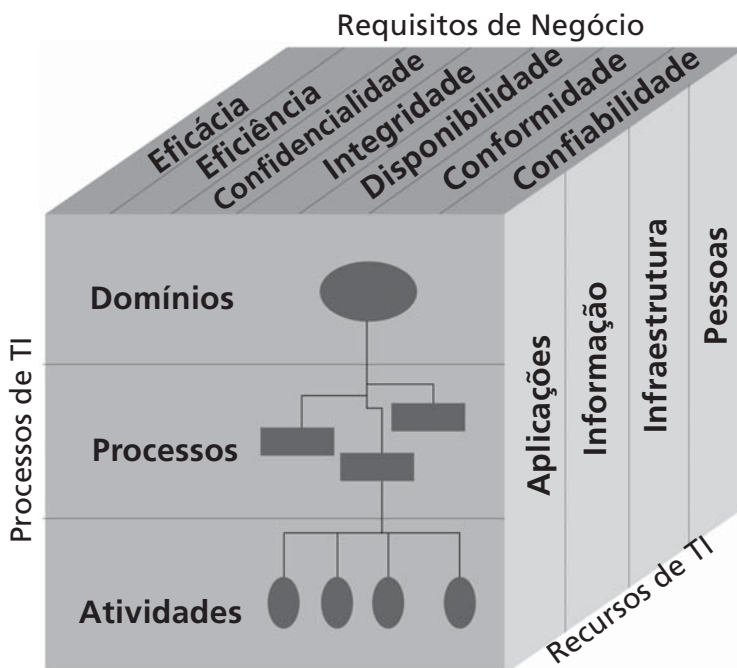 Requisitos de Negócio
Eficácia
Eficiência
Confidencialidade
Integridade
Disponibilidade
Conformidade
Confiabilidade
Processos de TI
Domínios
Processos
Atividades
Aplicações
Informação
Infraestrutura
Pessoas
Recursos de TI